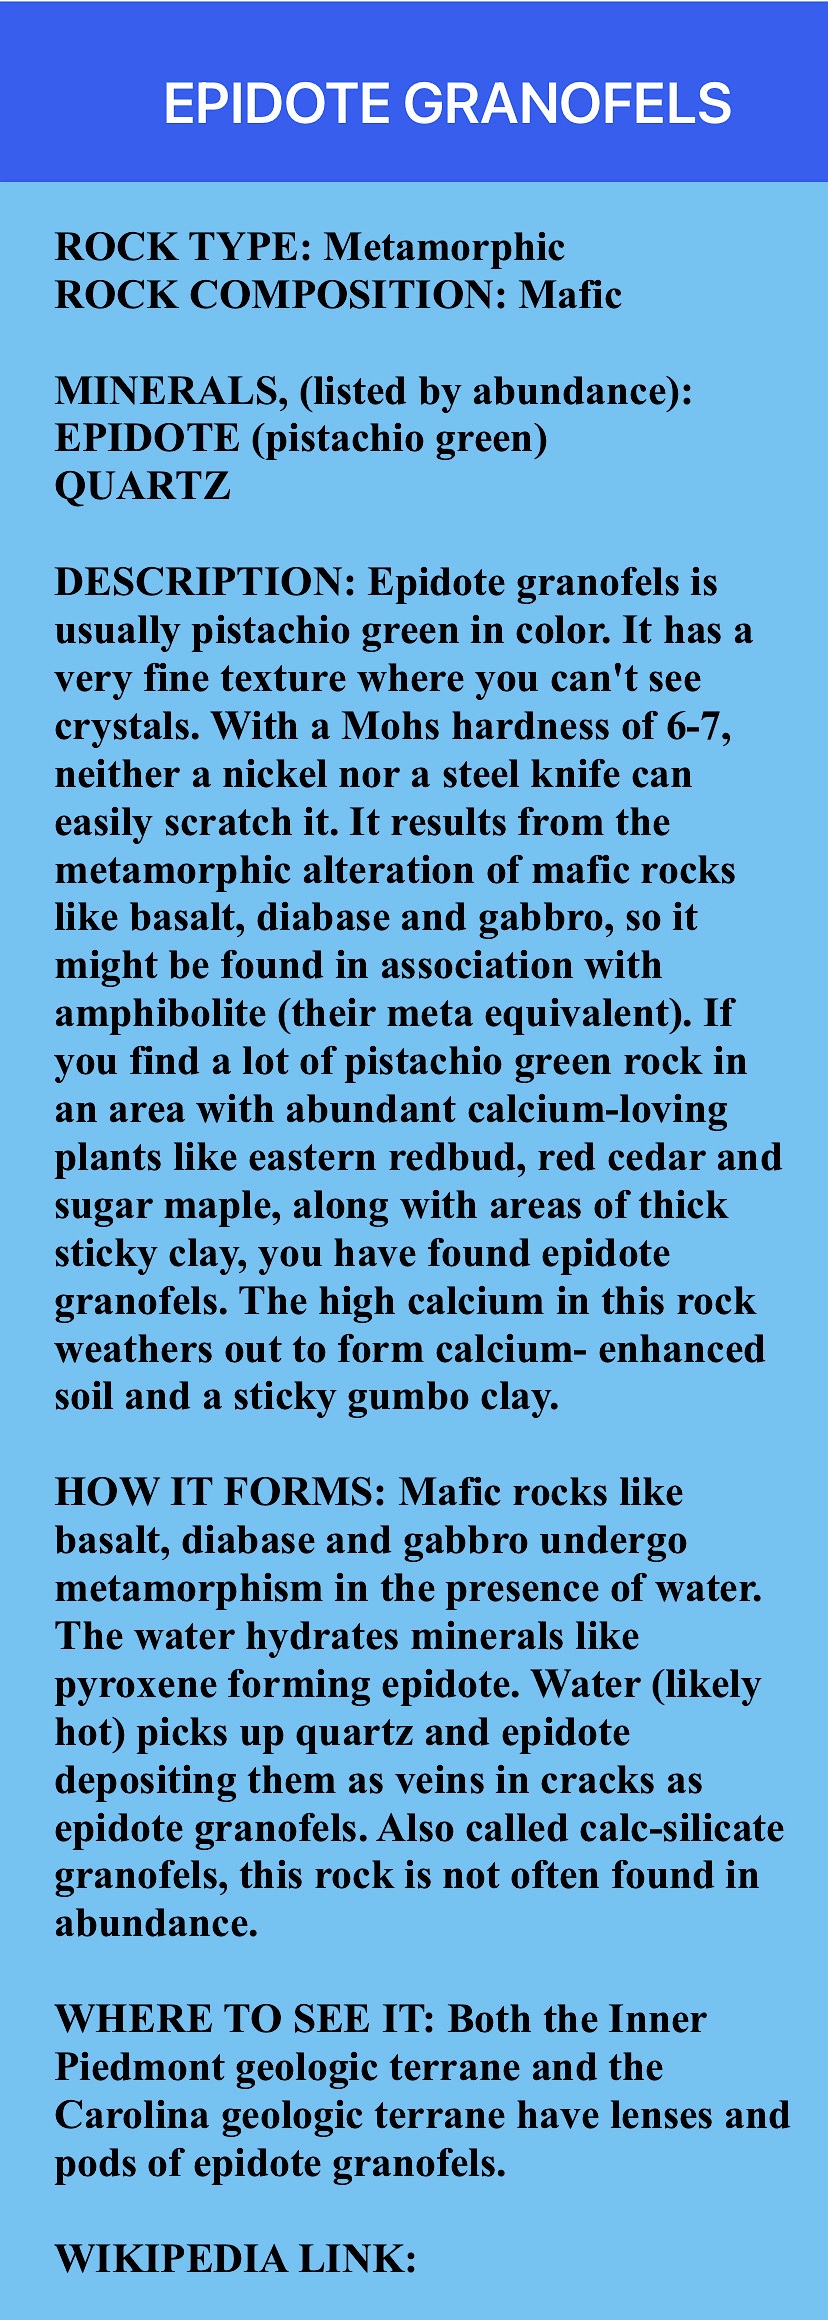 EPIDOTE GRANOFELS
ROCK TYPE: Metamorphic
ROCK COMPOSITION: Mafic
MINERALS, (listed by abundance):
EPIDOTE (pistachio green)
QUARTZ
DESCRIPTION: Epidote granofels is
usually pistachio green in color. It has a
very fine texture where you can't see
crystals. With a Mohs hardness of 6-7,
neither a nickel nor a steel knife can
easily scratch it. It results from the
metamorphic alteration of mafic rocks
like basalt, diabase and gabbro, so it
might be found in association with
amphibolite (their meta equivalent). If
you find a lot of pistachio green rock in
an area with abundant calcium-loving
plants like eastern redbud, red cedar and
sugar maple, along with areas of thick
sticky clay, you have found epidote
granofels. The high calcium in this rock
weathers out to form calcium- enhanced
soil and a sticky gumbo clay.
HOW IT FORMS: Mafic rocks like
basalt, diabase and gabbro undergo
metamorphism in the presence of water.
The water hydrates minerals like
pyroxene forming epidote. Water (likely
hot) picks up quartz and epidote
depositing them as veins in cracks as
epidote granofels. Also called calc-silicate
granofels, this rock is not often found in
abundance.
WHERE TO SEE IT: Both the Inner
Piedmont geologic terrane and the
Carolina geologic terrane have lenses and
pods of epidote granofels.
WIKIPEDIA LINK: